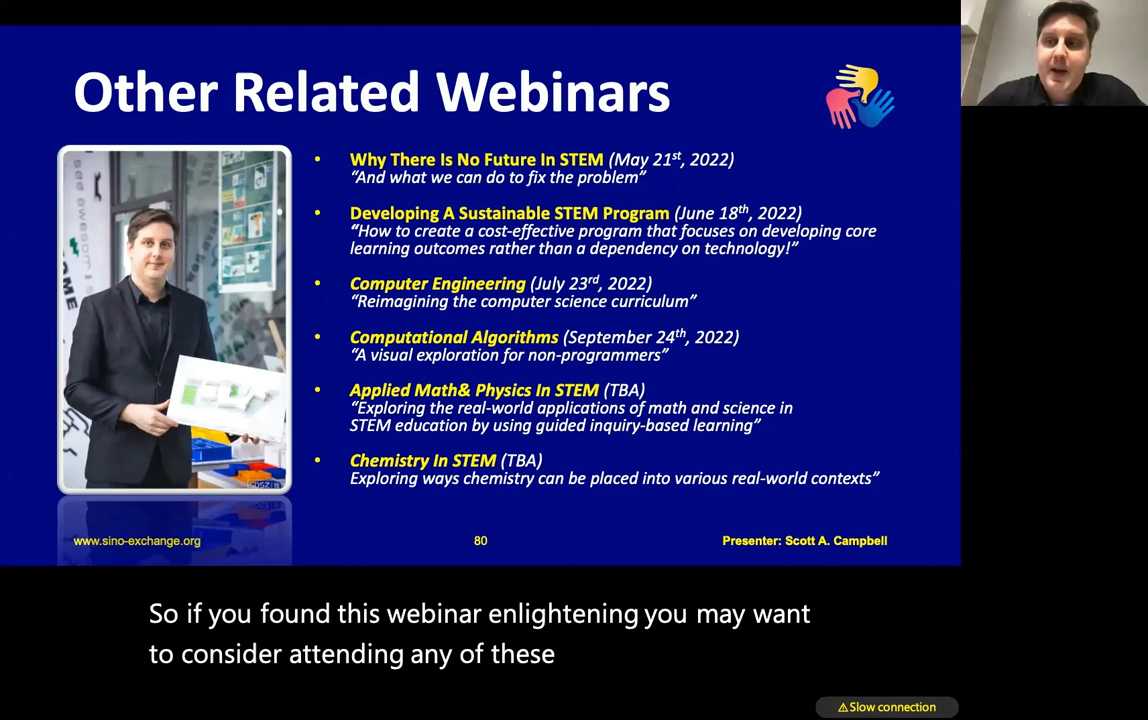 Other Related Webinars
• Why There Is No Future In STEM (May 21st, 2022)
"And what we can do to fix the problem"
• Developing A Sustainable STEM Program (June 18th, 2022)
"How to create a cost-effective program that focuses on developing core
learning outcomes rather than a dependency on technology!"
• Computer Engineering (July 23rd, 2022)
"Reimagining the computer science curriculum"
• Computational Algorithms (September 24th, 2022)
"A visual exploration for non-programmers"
• Applied Math& Physics In STEM (TBA)
"Exploring the real-world applications of math and science in
STEM education by using guided inquiry-based learning"
• Chemistry In STEM (TBA)
Exploring ways chemistry can be placed into various real-world contexts"
www.sino-exchange.org
80
Presenter: Scott A. Campbell
So if you found this webinar enlightening you may want
to consider attending any of these
⚠Slow connection